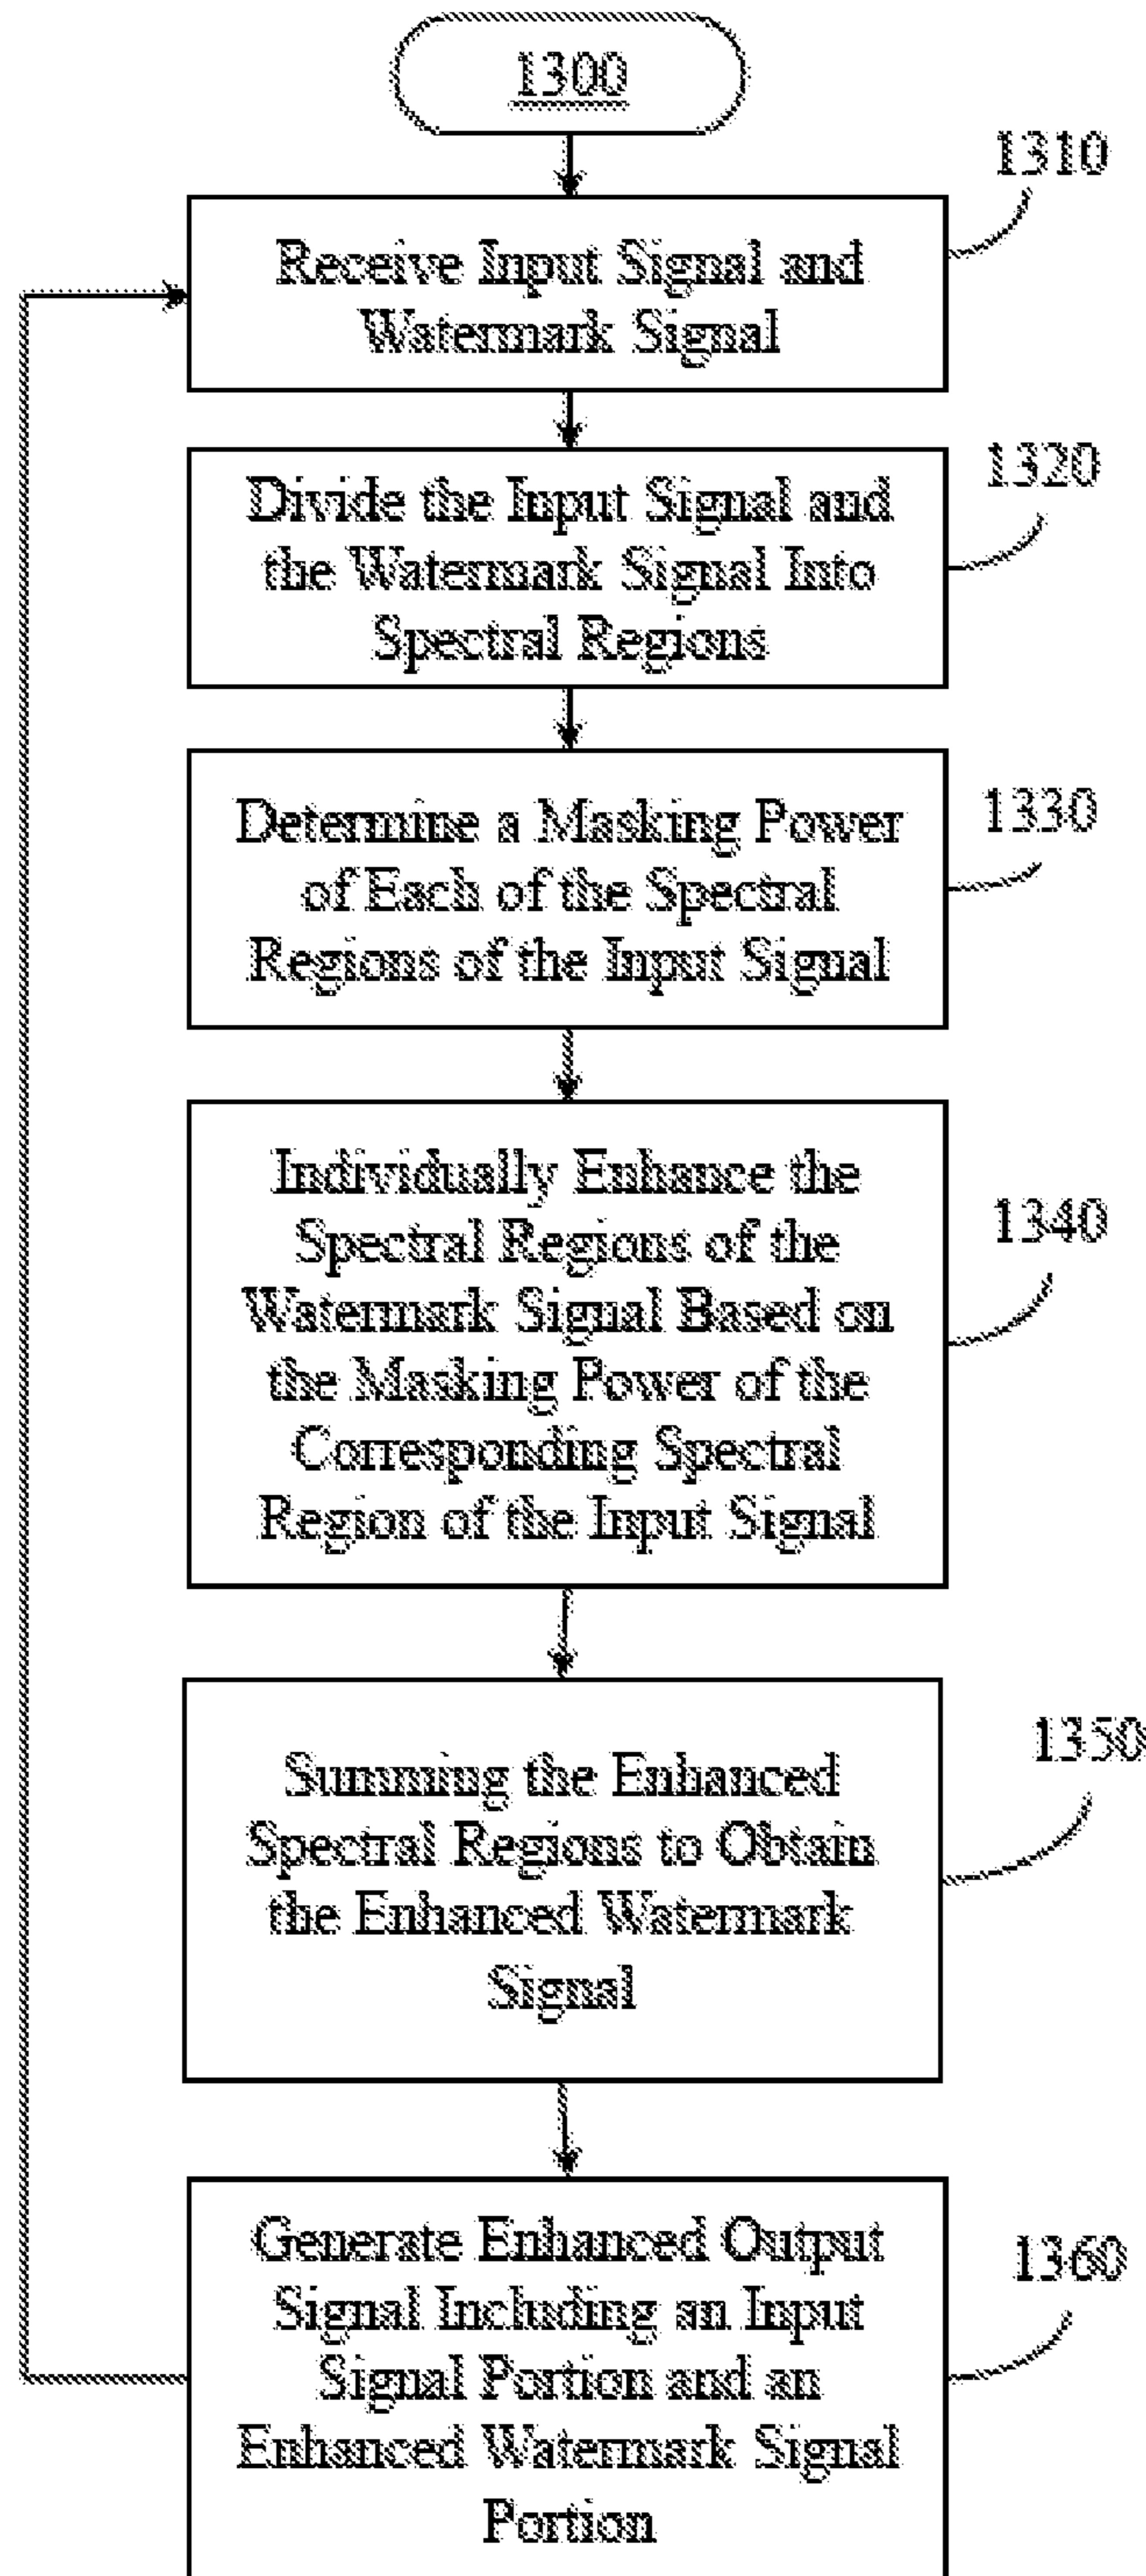 1300
1310
Receive Input Signal and
Watermark Signal
1320
Divide the Input Signal and
the Watermark Signal Into
Spectral Regions
1330
Determine a Masking Power
of Each of the Spectral
Regions of the Input Signal
1340
Individually Enhance the
Spectral Regions of the
Watermark Signal Based on
the Masking Power of the
Corresponding Spectral
Region of the Input Signal
1350
Summing the Enhanced
Spectral Regions to Obtain
the Enhanced Watermark
Signal
1360
Generate Enhanced Output
Signal Including an Input
Signal Portion and an
Enhanced Watermark Signal
Portion